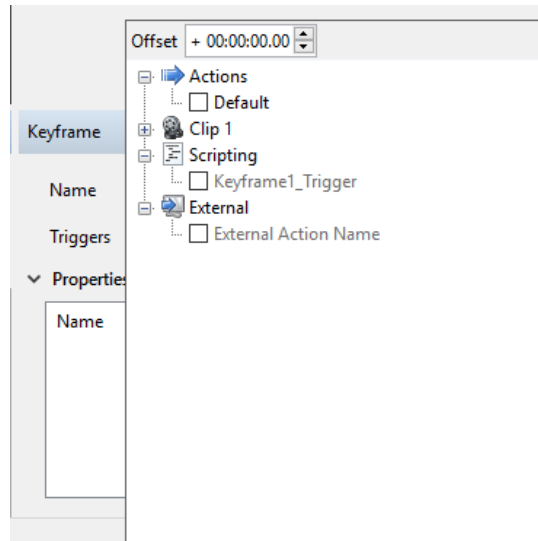 Offset + 00:00:00.00
Actions
Default
Keyframe
Clip 1
Scripting
Name
Keyframe1_Trigger
External
Triggers
External Action Name
Properties
Name